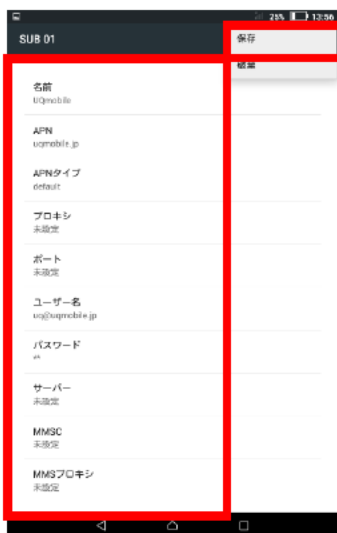 25% 13:56
SUB 01
保存
破棄
名前
UQmobile
APN
uqmobile.jp
APNタイプ
default
プロキシ
未設定
ポート
未設定
ユーザー名
uq@uqmobile.jp
パスワード
**
サーバー
未設定
MMSC
未設定
MMSプロキシ
未設定